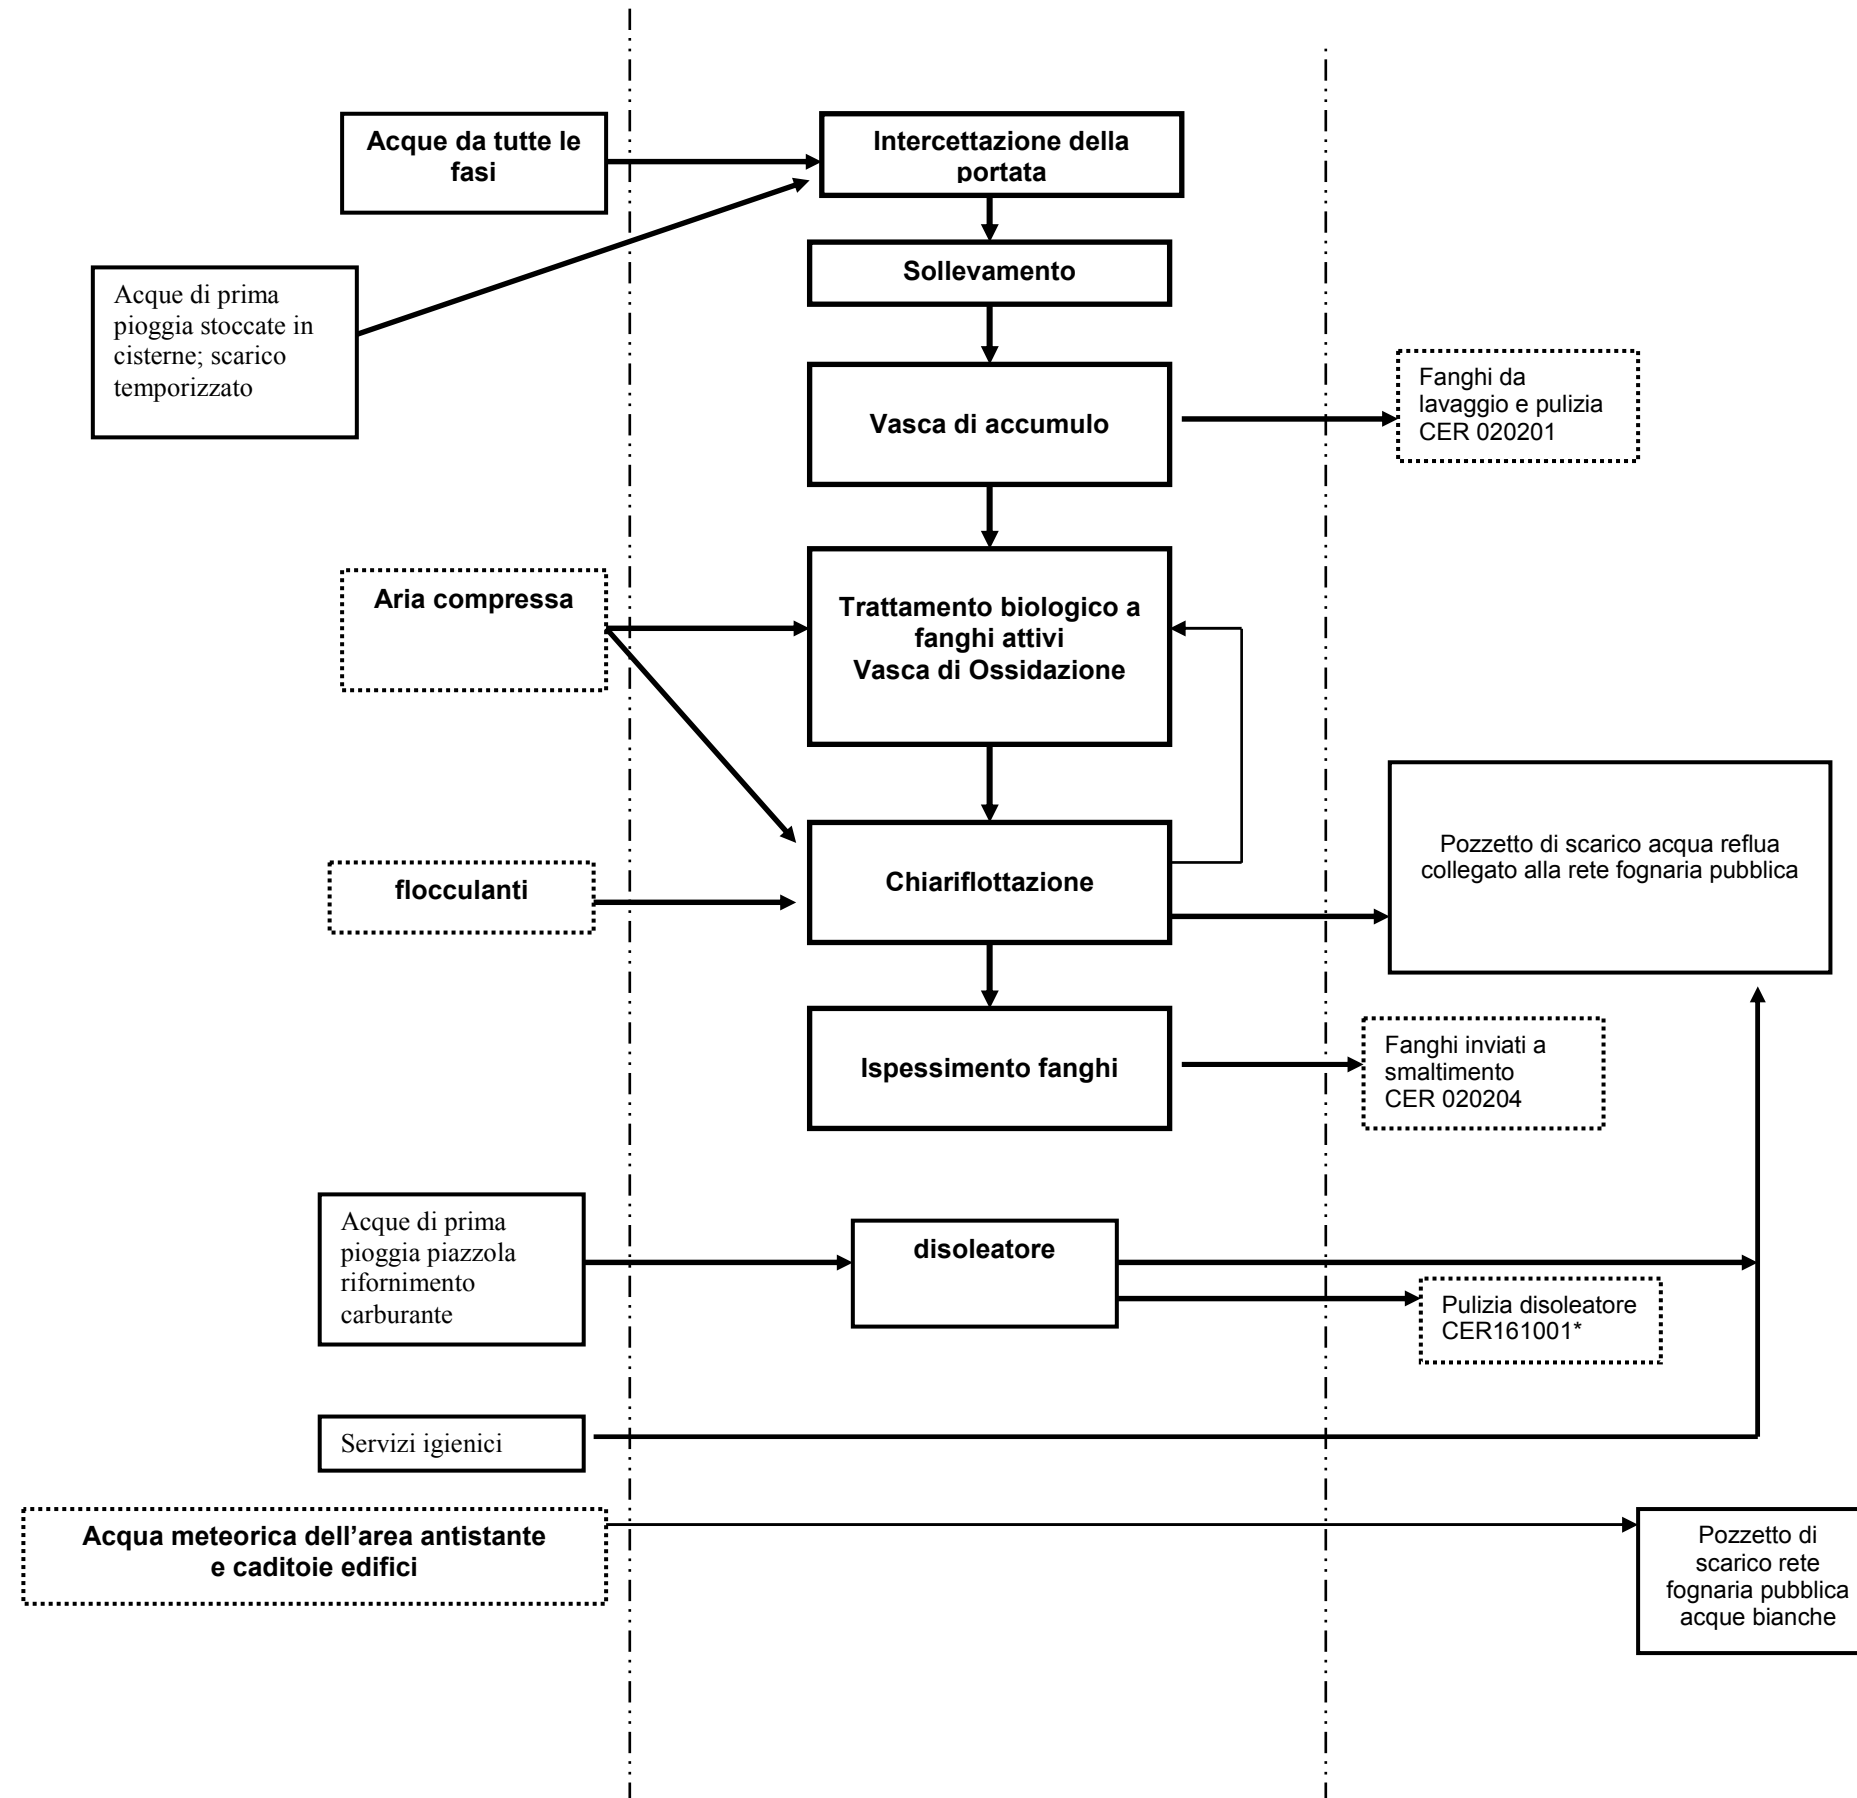 Acque da tutte le
fasi
Intercettazione della
portata
Sollevamento
Acque di prima
pioggia stoccate in
cisterne; scarico
temporizzato
Vasca di accumulo
Fanghi da
lavaggio e pulizia
CER 020201
Aria compressa
Trattamento biologico a
fanghi attivi
Vasca di Ossidazione
flocculanti
Chiariflottazione
Pozzetto di scarico acqua reflua
collegato alla rete fognaria pubblica
Ispessimento fanghi
Fanghi inviati a
smaltimento
CER 020204
Acque di prima
pioggia piazzola
rifornimento
carburante
disoleatore
Pulizia disoleatore
CER161001*
Servizi igienici
Acqua meteorica dell’area antistante
e caditoie edifici
Pozzetto di
scarico rete
fognaria pubblica
acque bianche